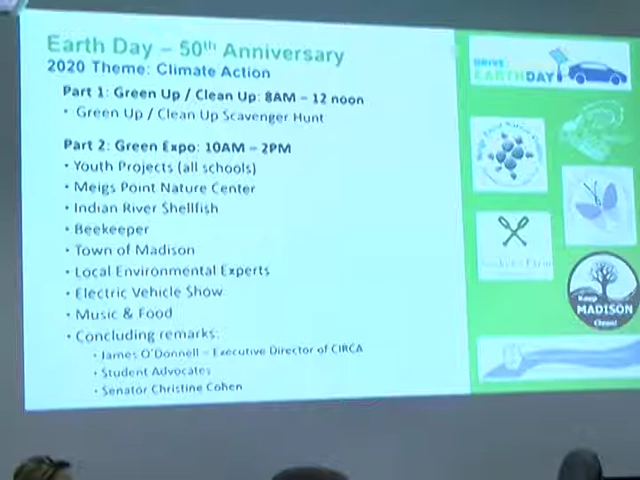 Earth Day – 50th Anniversary
2020 Theme: Climate Action
Part 1: Green Up / Clean Up: 8AM – 12 noon
• Green Up / Clean Up Scavenger Hunt
Part 2: Green Expo: 10AM – 2PM
• Youth Projects (all schools)
• Meigs Point Nature Center
• Indian River Shellfish
• Beekeeper
• Town of Madison
• Local Environmental Experts
• Electric Vehicle Show
• Music & Food
• Concluding remarks:
• James O'Donnell – Executive Director of CIRCA
• Student Advocates
• Senator Christine Cohen
DRIVE
EARTHDAY
Farm
Keep
MADISON
Clean!